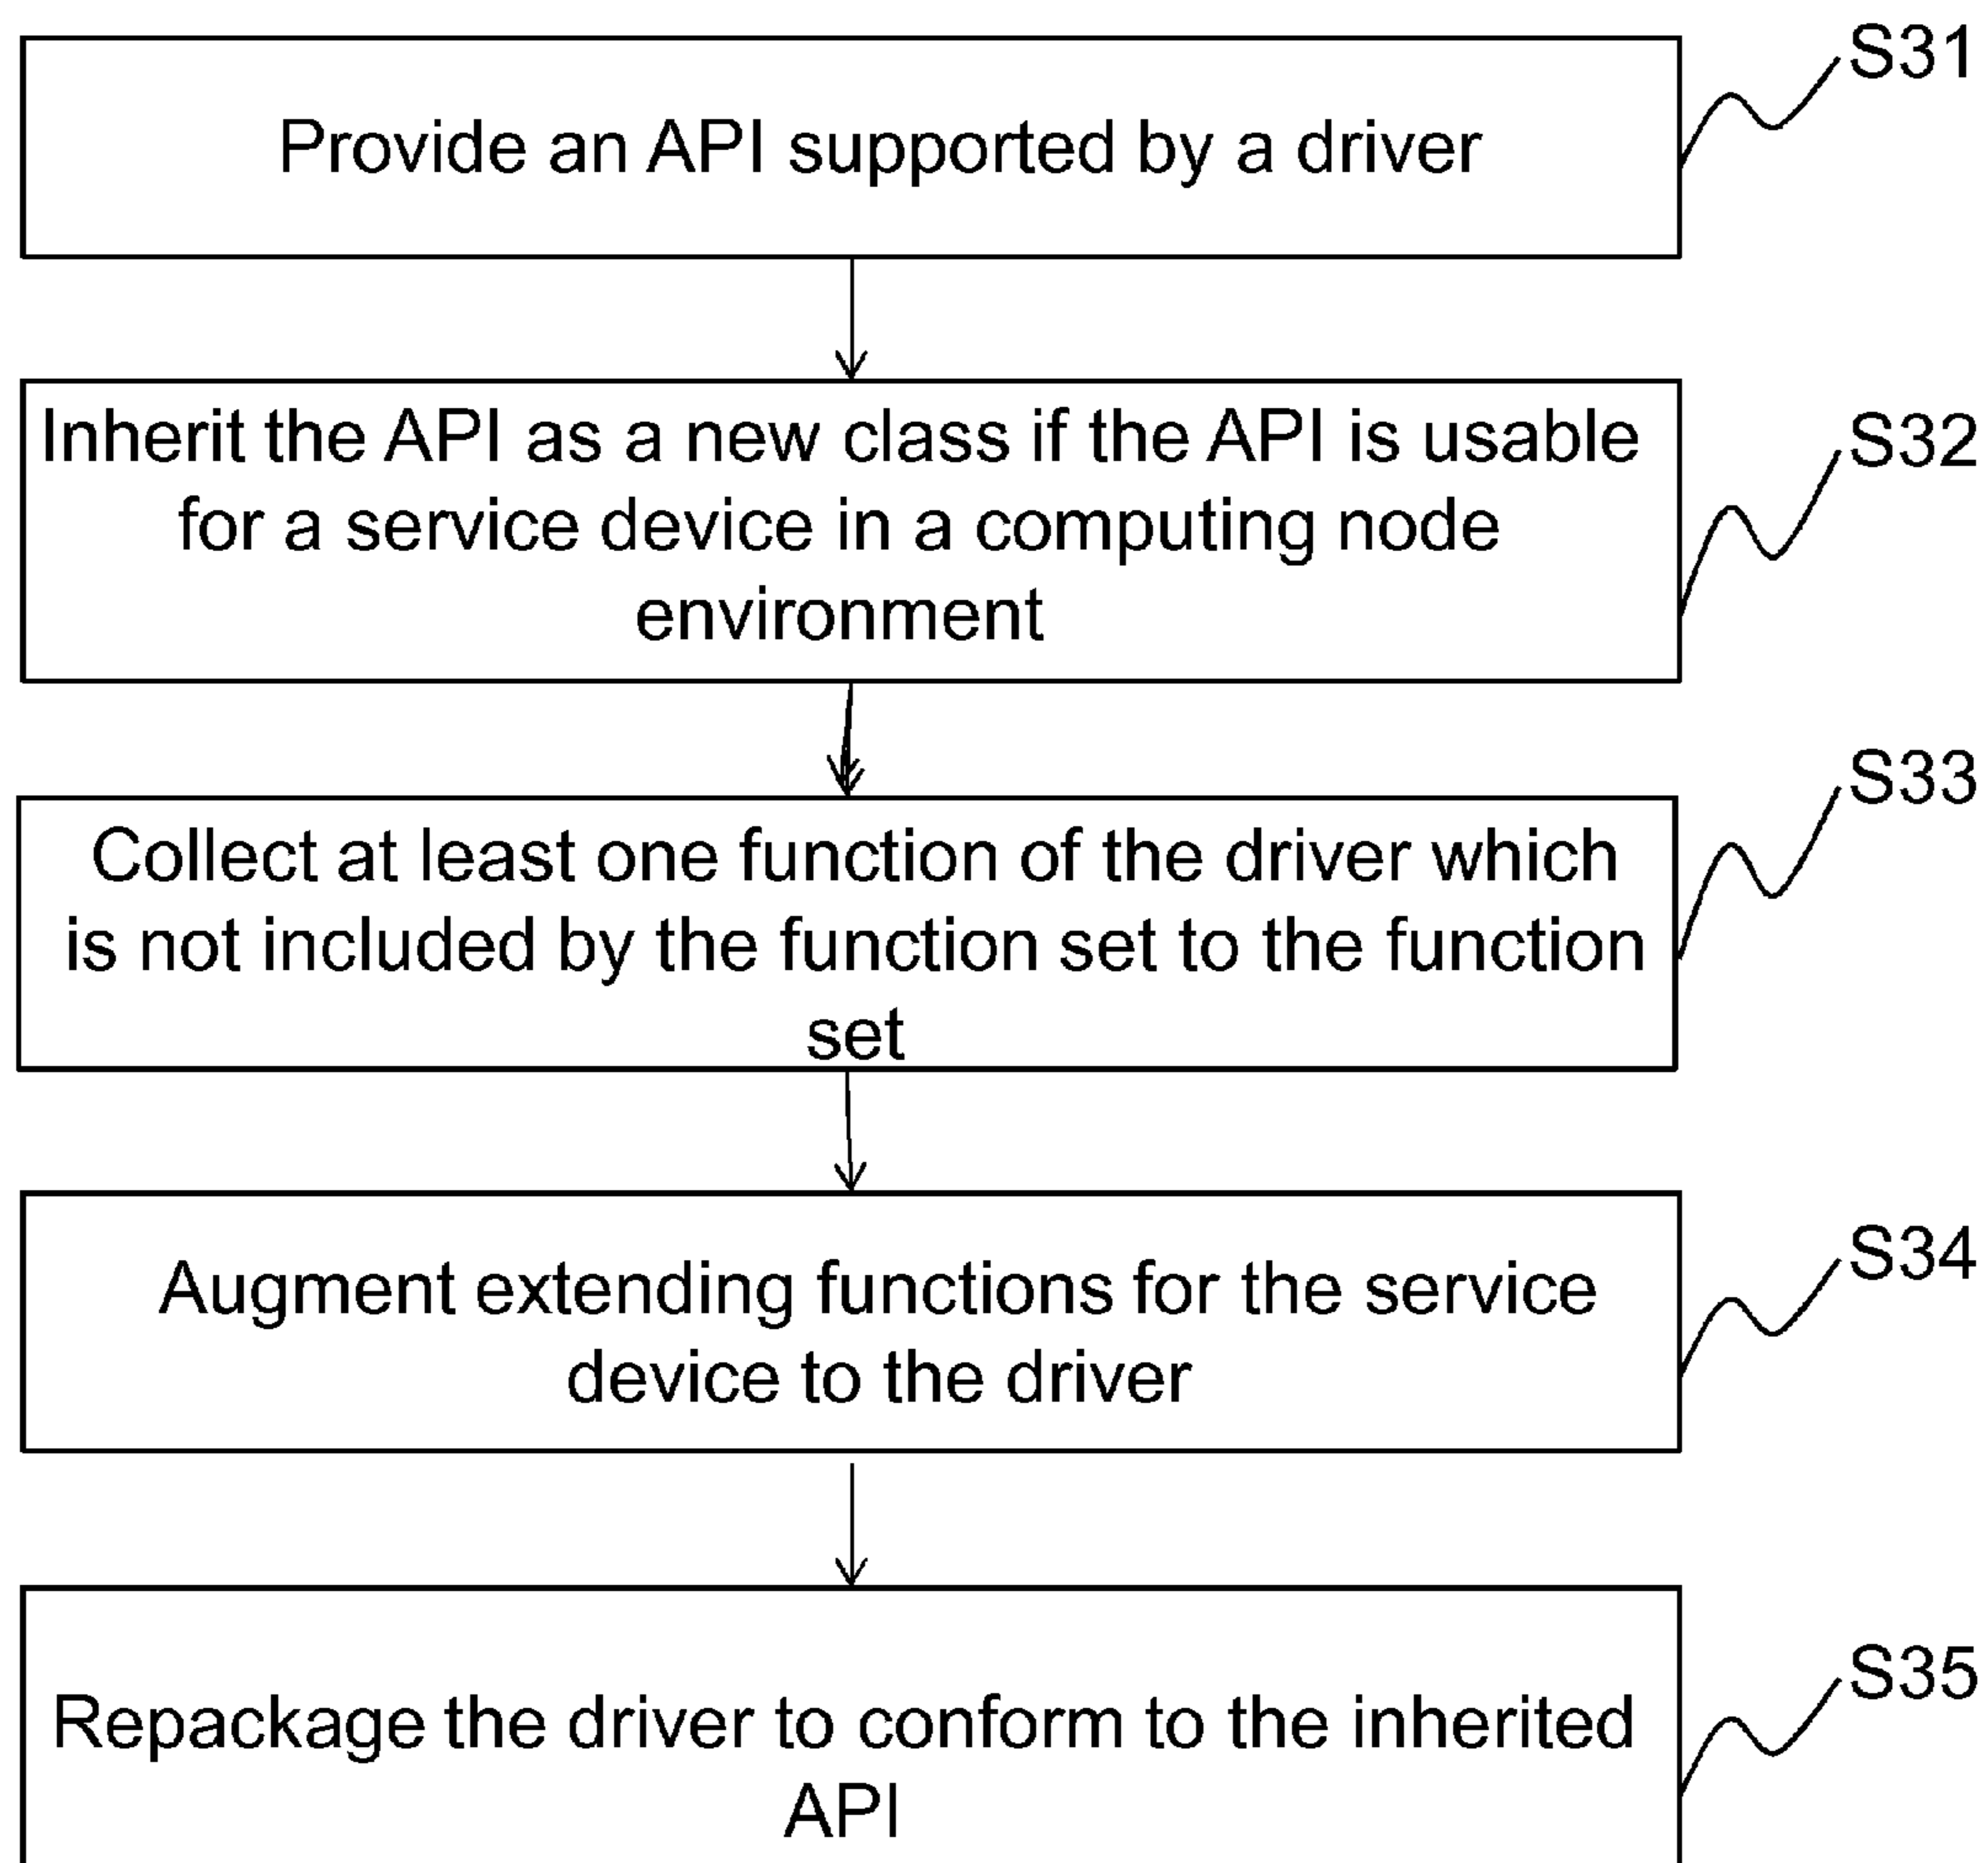 S31
Provide an API supported by a driver
S32
Inherit the API as a new class if the API is usable
for a service device in a computing node
environment
S33
Collect at least one function of the driver which
is not included by the function set to the function
set
S34
Augment extending functions for the service
device to the driver
S35
Repackage the driver to conform to the inherited
API